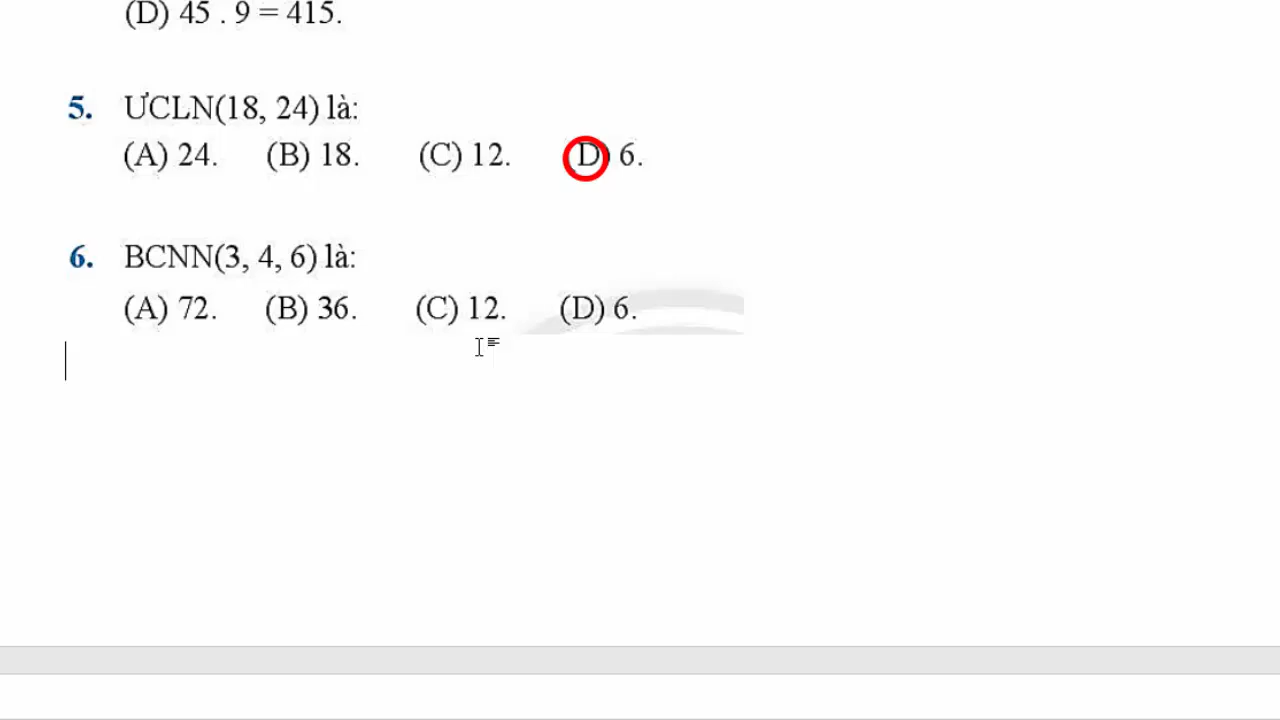 (D) 45 . 9 = 415.
5. ƯCLN(18, 24) là:
(A) 24. (B) 18. (C) 12. (D) 6.
6. BCNN(3, 4, 6) là:
(A) 72. (B) 36. (C) 12. (D) 6.